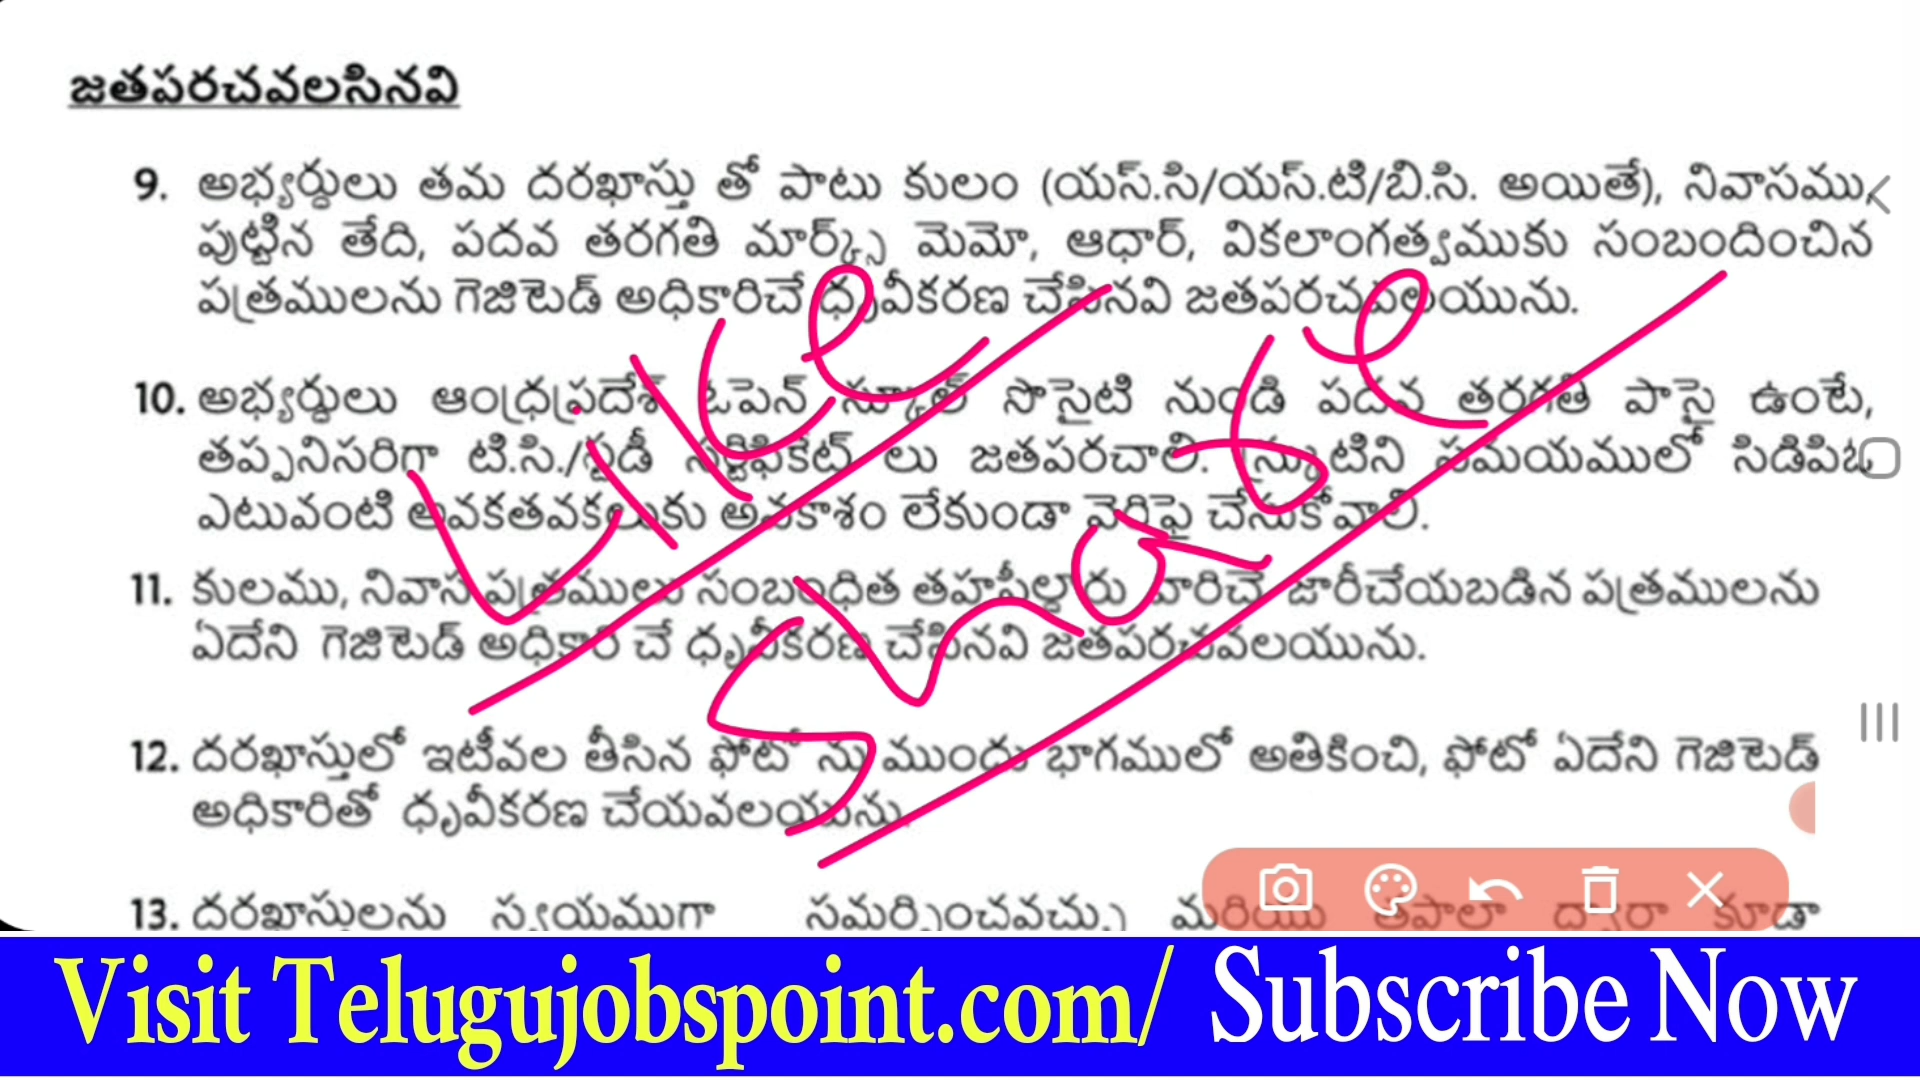 జతపరచవలసినవి
9. అభ్యర్ధులు తమ దరఖాస్తు తో పాటు కులం (యస్.సి/యస్.టి/బి.సి. అయితే), నివాసము,
పుట్టిన తేది, పదవ తరగతి మార్క్స్ మెమో, ఆధార్, వికలాంగత్వముకు సంబందించిన
పత్రములను గెజిటెడ్ అధికారిచే ధృవీకరణ చేసినవి జతపరచవలయును.
10. అభ్యర్ధులు ఆంధ్రప్రదేశ్ ఓపెన్ స్కూల్ సొసైటి నుండి పదవ తరగతి పాసై ఉంటే,
తప్పనిసరిగా టి.సి./స్టడీ సర్టిఫికేట్ లు జతపరచాలి. స్కృుటిని సమయములో సిడిపిఓ
ఎటువంటి అవకతవకలుకు అవకాశం లేకుండా వెరిఫై చేసుకోవాలి.
11. కులము, నివాస పత్రములు సంబంధిత తహసీల్దారు వారిచే జారీచేయబడిన పత్రములను
ఏదేని గెజిటెడ్ అధికారి చే ధృవీకరణ చేసినవి జతపరచవలయును.
12. దరఖాస్తులో ఇటీవల తీసిన ఫోటో ను ముందు భాగములో అతికించి, ఫోటో ఏదేని గెజిటెడ్
అధికారితో ధృవీకరణ చేయవలయును.
13. దరఖాస్తులను స్వయముగా సమర్పించవచ్చు మరియు తపాలా ద్వారా కూడా
Like
Share
Visit Telugujobspoint.com/ Subscribe Now